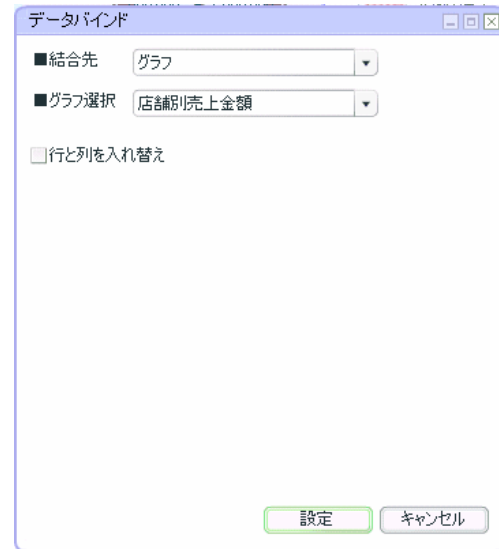 データバインド
■結合先 グラフ
■グラフ選択 店舗別売上金額
行と列を入れ替え
設定 キャンセル